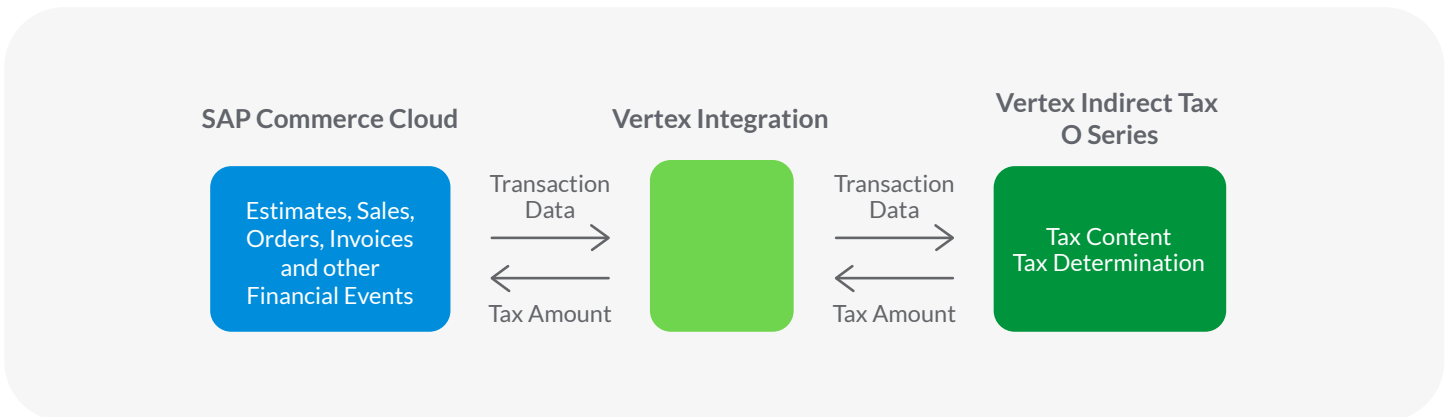 SAP Commerce Cloud
Estimates, Sales,
Orders, Invoices
and other
Financial Events
Transaction
Data
Tax Amount
Vertex Integration
Transaction
Data
Tax Amount
Vertex Indirect Tax
O Series
Tax Content
Tax Determination